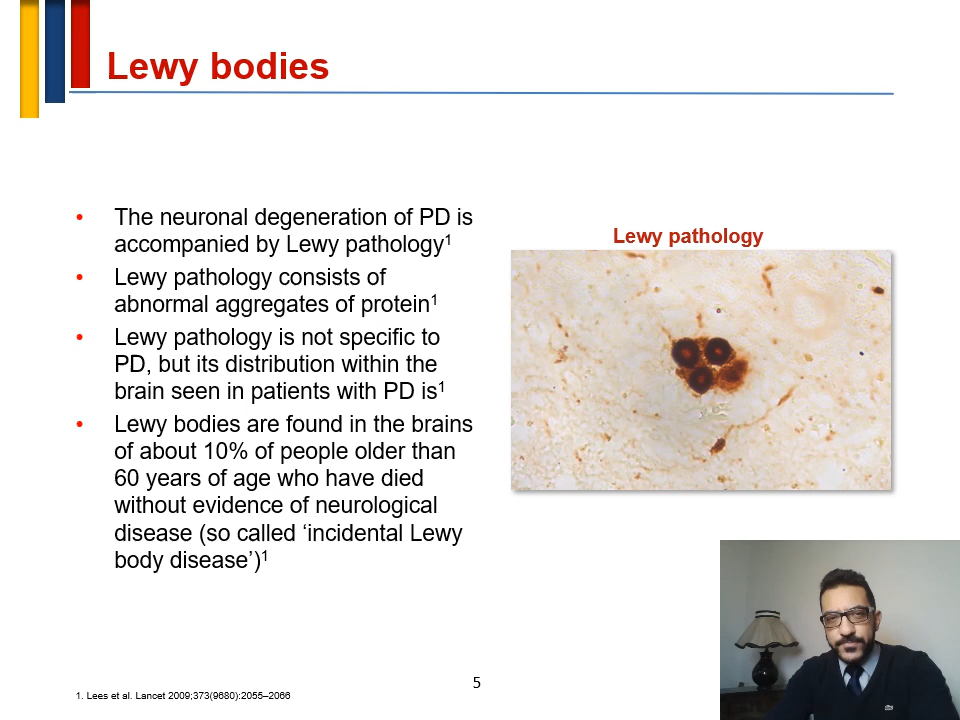 Lewy bodies
• The neuronal degeneration of PD is
accompanied by Lewy pathology¹
• Lewy pathology consists of
abnormal aggregates of protein¹
• Lewy pathology is not specific to
PD, but its distribution within the
brain seen in patients with PD is¹
• Lewy bodies are found in the brains
of about 10% of people older than
60 years of age who have died
without evidence of neurological
disease (so called ‘incidental Lewy
body disease’)¹
Lewy pathology
5
1. Lees et al. Lancet 2009;373(9680):2055–2066